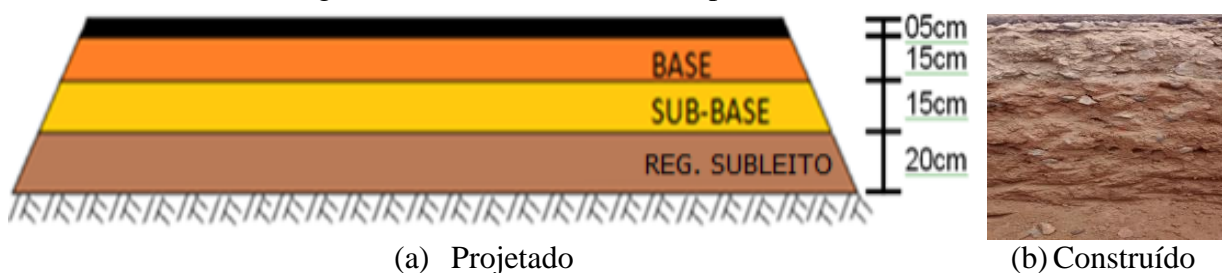 05cm
BASE 15cm
SUB-BASE 15cm
REG. SUBLEITO 20cm
(a) Projetado (b) Construído